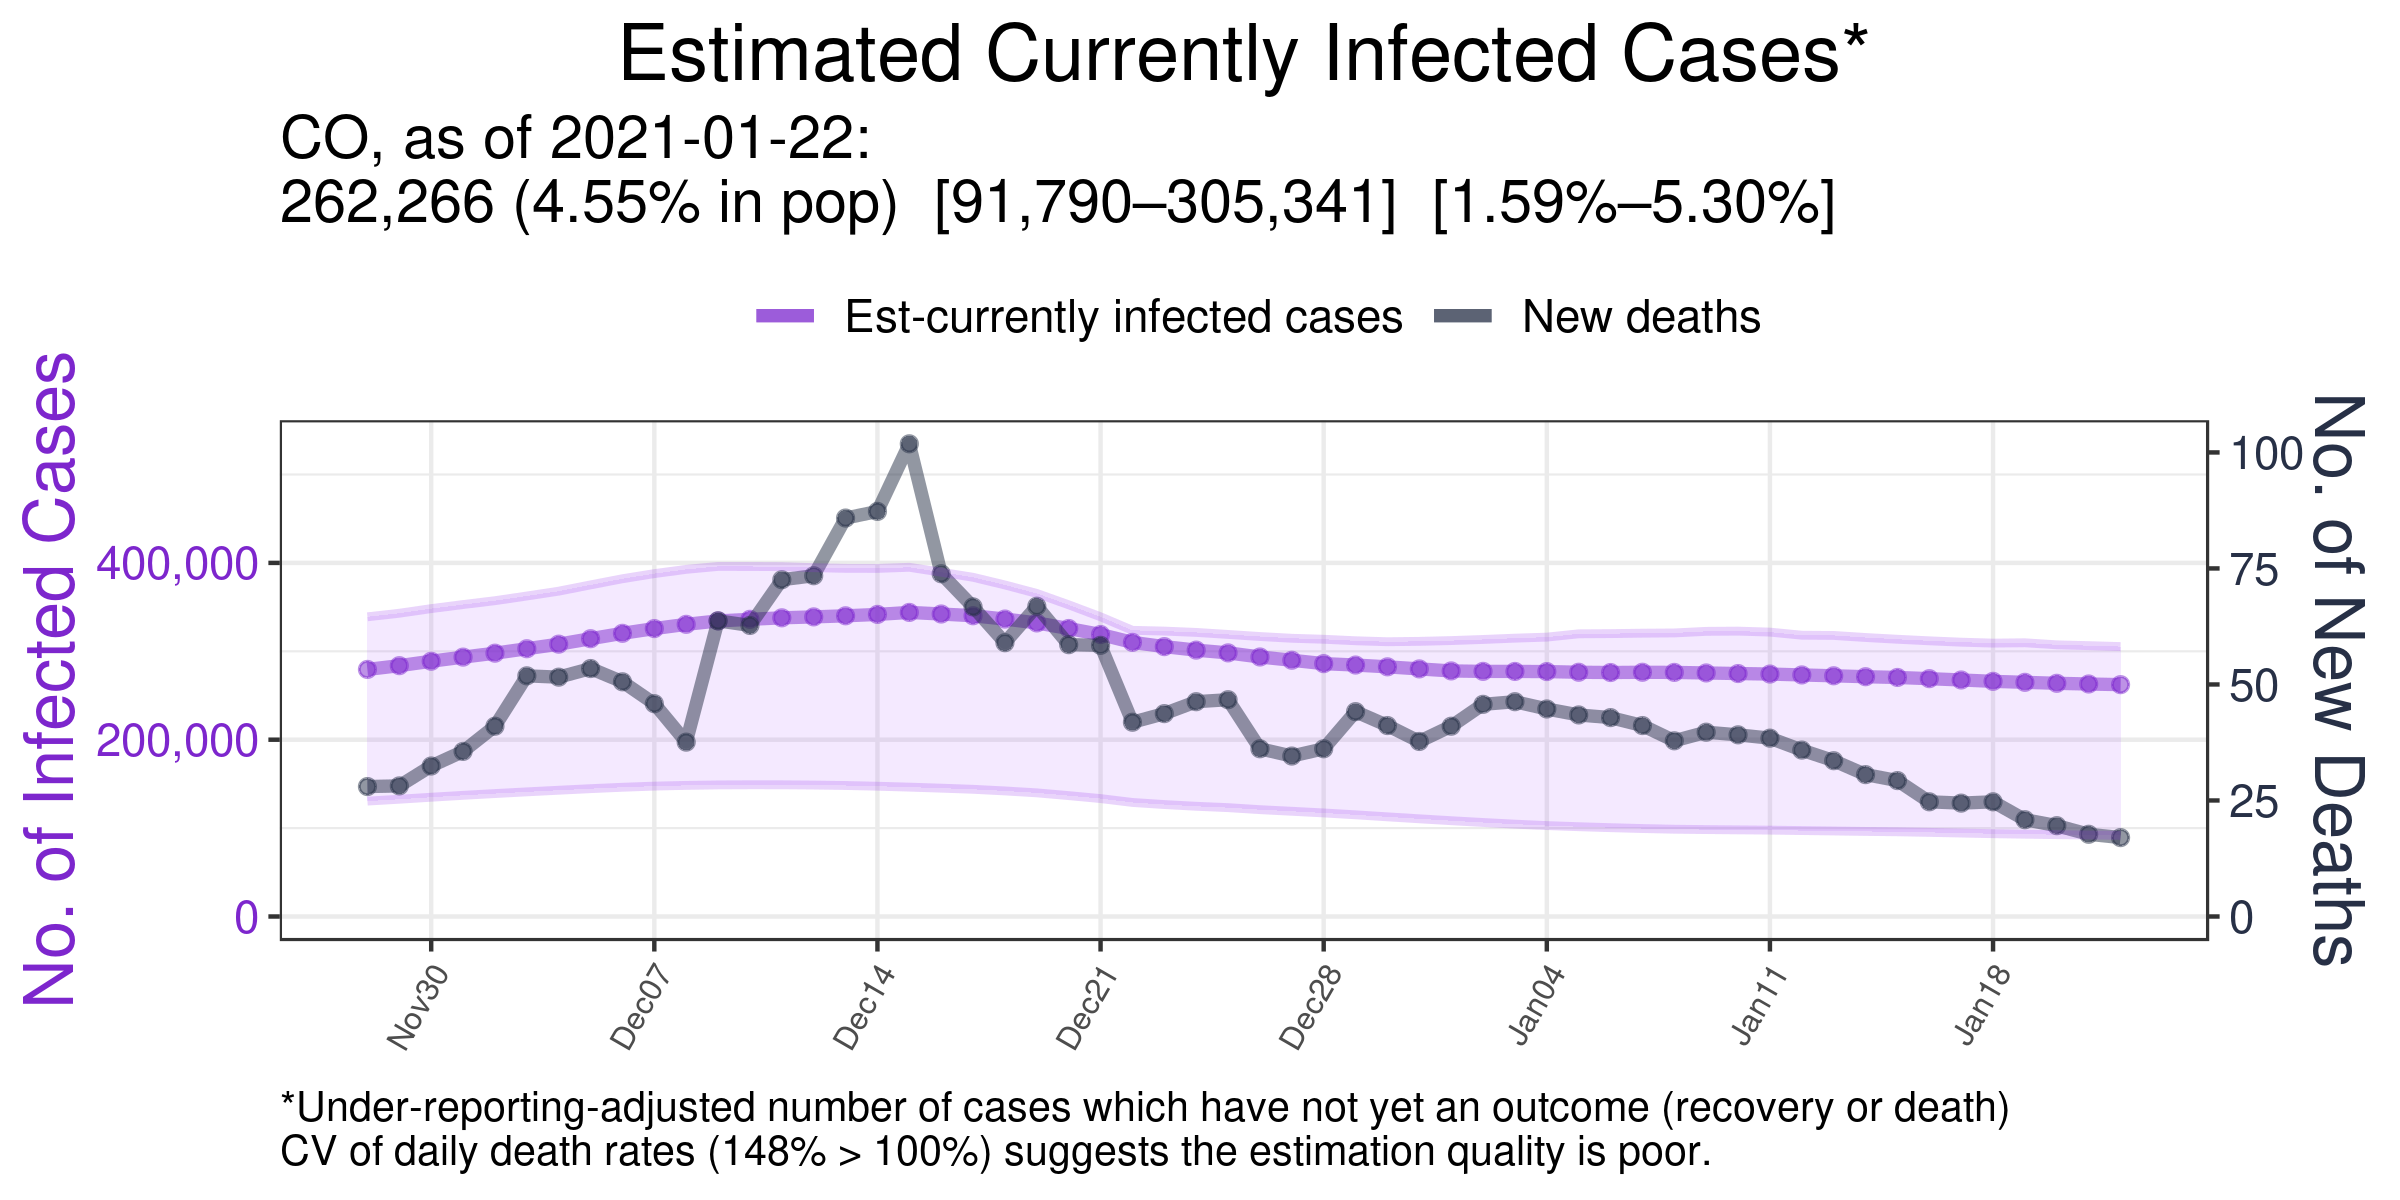 Estimated Currently Infected Cases*
CO, as of 2021-01-22:
262,266 (4.55% in pop)  [91,790–305,341]  [1.59%–5.30%]
Est-currently infected cases
New deaths
No. of Infected Cases
400,000
200,000
0
100
75
50
25
0
No. of New Deaths
Nov30
Dec07
Dec14
Dec21
Dec28
Jan04
Jan11
Jan18
*Under-reporting-adjusted number of cases which have not yet an outcome (recovery or death)
CV of daily death rates (148% > 100%) suggests the estimation quality is poor.